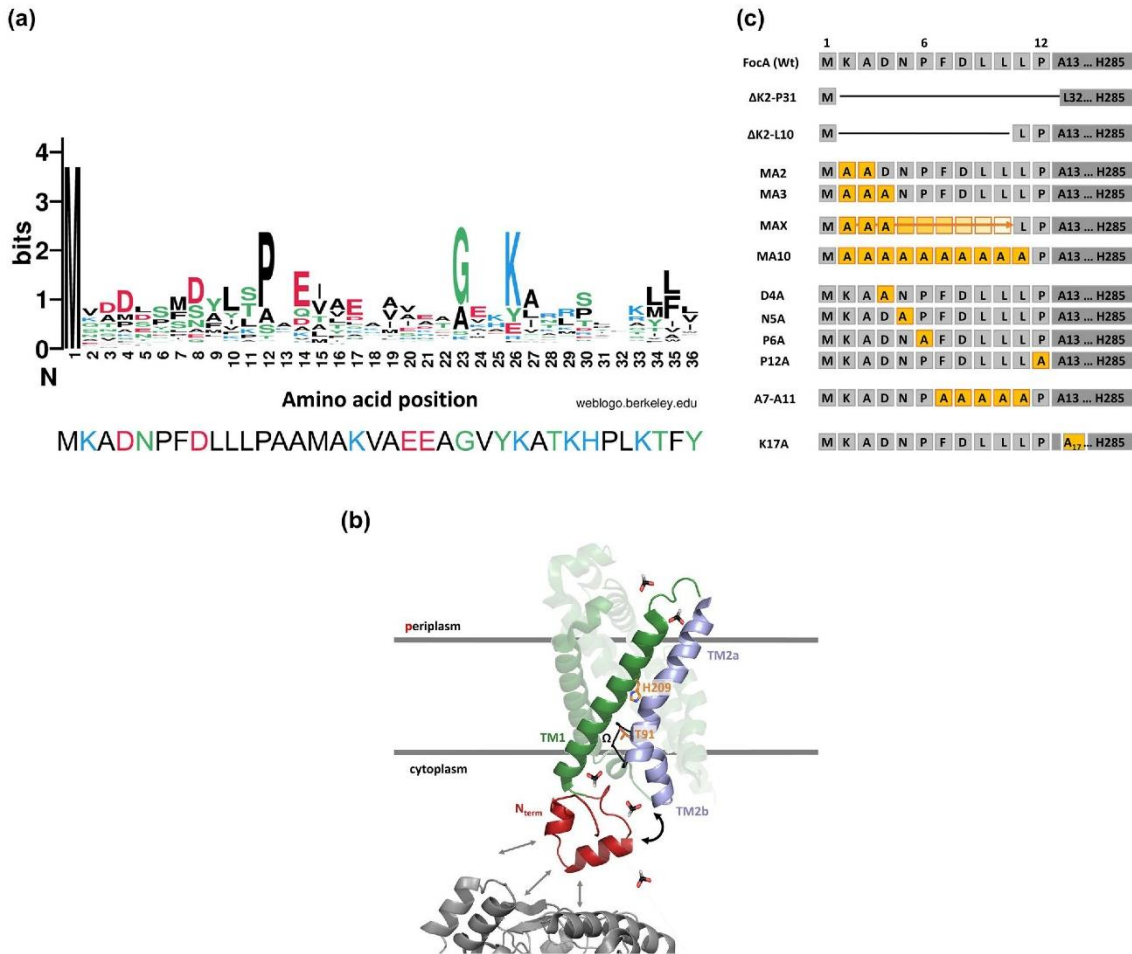 (a)
4
3
2
1
0
bits
1 2 3 4 5 6 7 8 9 10 11 12 13 14 15 16 17 18 19 20 21 22 23 24 25 26 27 28 29 30 31 32 33 34 35 36
N
Amino acid position
weblogo.berkeley.edu
MKADNPFDLLLPAAMAKVAEEAGVYKATKHPLKTFY
(c)
1 6 12
FocA (Wt) M K A D N P F D L L L P A13 ... H285
ΔK2-P31 M L32... H285
ΔK2-L10 M L P A13 ... H285
MA2 M A A D N P F D L L L P A13 ... H285
MA3 M A A A N P F D L L L P A13 ... H285
MAX M A A A L P A13 ... H285
MA10 M A A A A A A A A A A P A13 ... H285
D4A M K A A N P F D L L L P A13 ... H285
N5A M K A D A P F D L L L P A13 ... H285
P6A M K A D N A F D L L L P A13 ... H285
P12A M K A D N P F D L L L A A13 ... H285
A7-A11 M K A D N P A A A A A P A13 ... H285
K17A M K A D N P F D L L L P A17 ... H285
(b)
periplasm
TM2a
H209
TM1
Ω
T91
cytoplasm
Nterm
TM2b